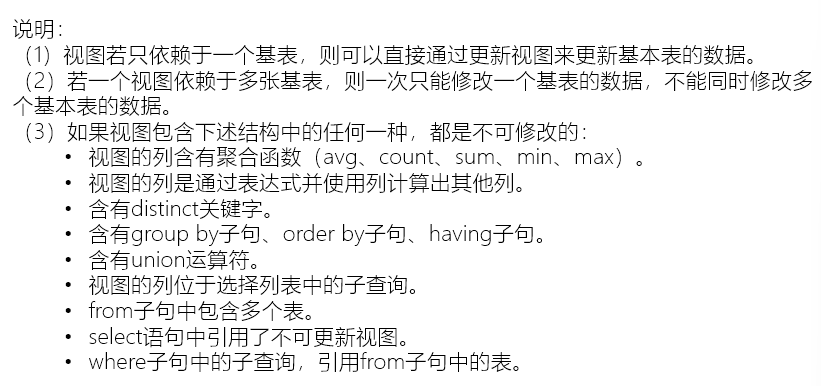 说明：
（1）视图若只依赖于一个基表，则可以直接通过更新视图来更新基本表的数据。
（2）若一个视图依赖于多张基表，则一次只能修改一个基表的数据，不能同时修改多
个基本表的数据。
（3）如果视图包含下述结构中的任何一种，都是不可修改的：
• 视图的列含有聚合函数（avg、count、sum、min、max）。
• 视图的列是通过表达式并使用列计算出其他列。
• 含有distinct关键字。
• 含有group by子句、order by子句、having子句。
• 含有union运算符。
• 视图的列位于选择列表中的子查询。
• from子句中包含多个表。
• select语句中引用了不可更新视图。
• where子句中的子查询，引用from子句中的表。